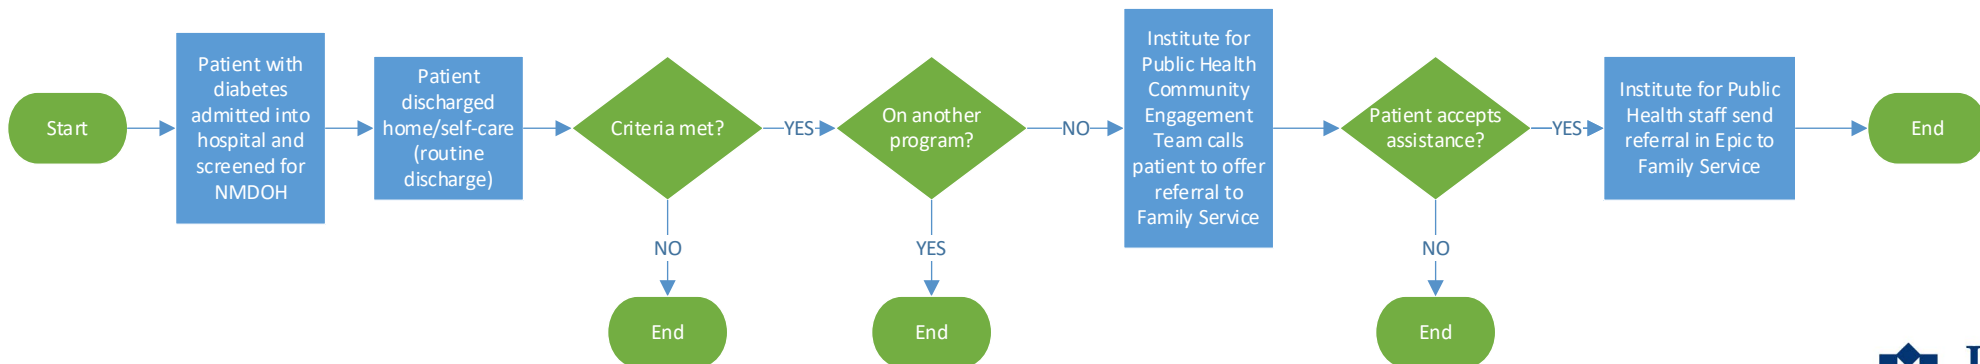 Start
Patient with
diabetes
admitted into
hospital and
screened for
NMDOH
Patient
discharged
home/self-care
(routine
discharge)
Criteria met?
YES
On another
program?
NO
Institute for
Public Health
Community
Engagement
Team calls
patient to offer
referral to
Family Service
Patient accepts
assistance?
YES
Institute for Public
Health staff send
referral in Epic to
Family Service
End
NO
End
YES
End
NO
End